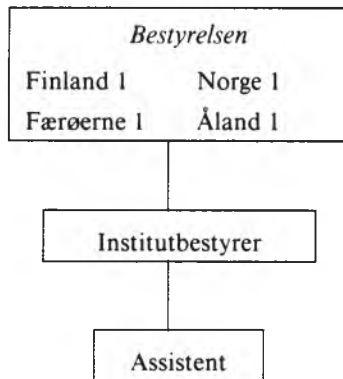 Bestyrelsen
Finland 1 Norge 1
Færøerne 1 Åland 1
Institutbestyrer
Assistent